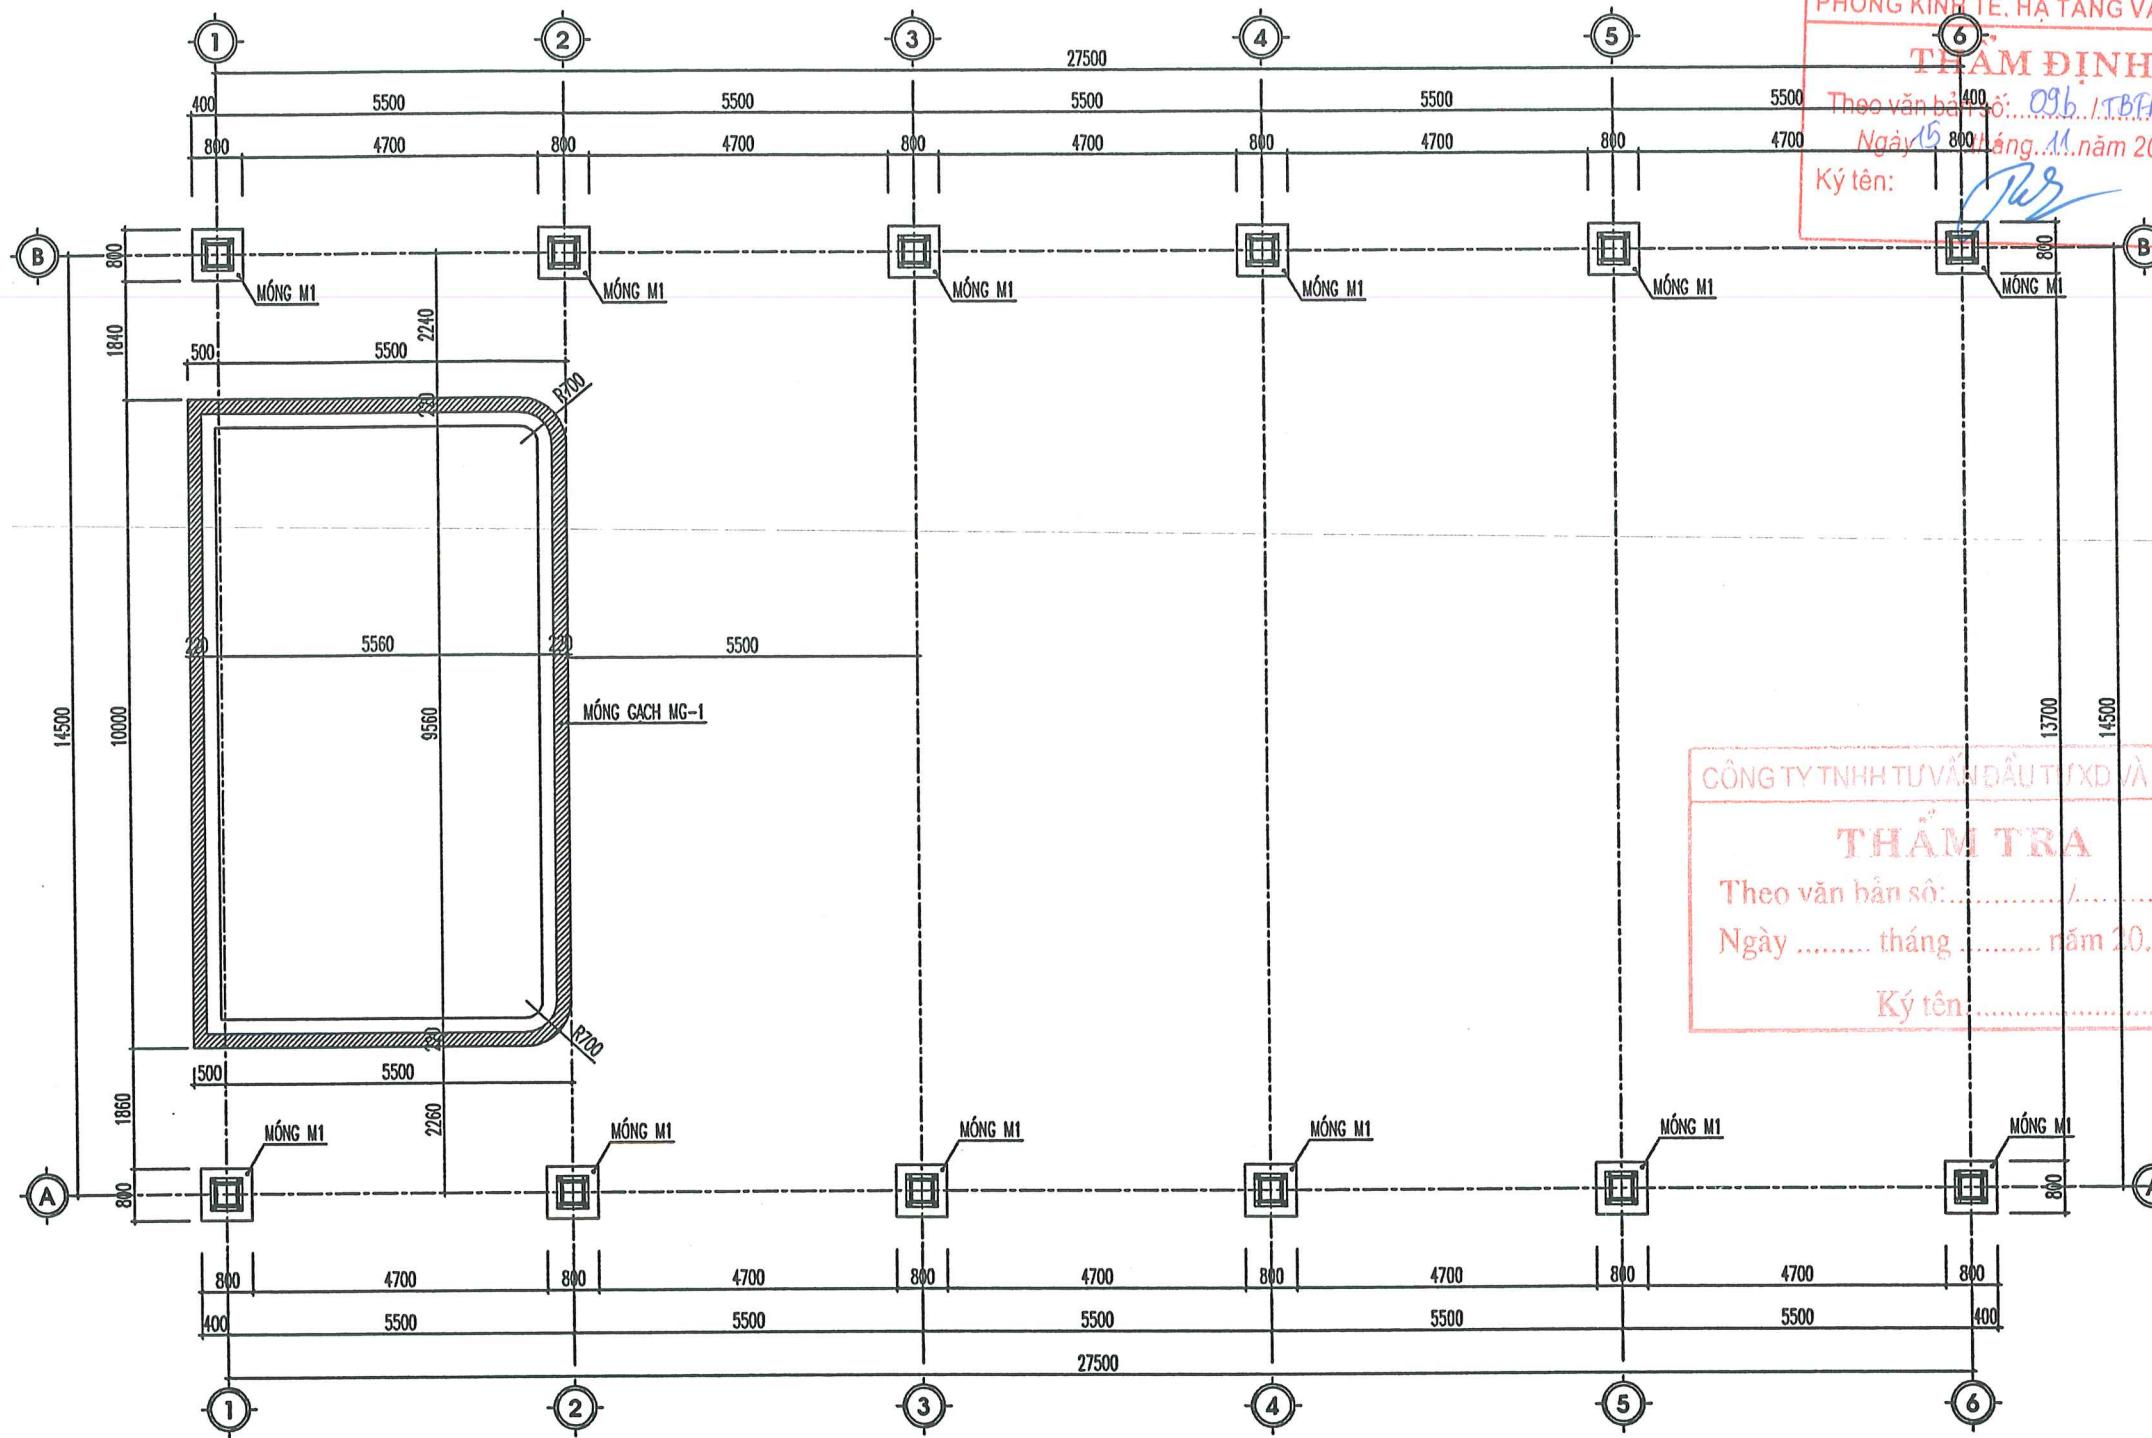 1 2 3 4 5 6
PHÒNG KINH TẾ, HẠ TẦNG VÀ
27500
THẨM ĐỊNH
400 5500 5500 5500 5500 5500 400
Theo văn bản số: 096 /TBTĐ
800 4700 800 4700 800 4700 800 4700 800 4700 800
Ngày 15 tháng 11 năm 20
Ký tên:
B 800 800 B
MÓNG M1 MÓNG M1 MÓNG M1 MÓNG M1 MÓNG M1 MÓNG M1
1840 2240
500 5500
R700
220
220 5560 220 5500
14500 10000 9560 13700 14500
MÓNG GẠCH MG-1
CÔNG TY TNHH TƯ VẤN ĐẦU TƯ XD VÀ
THẨM TRA
Theo văn bản số:............../..........
Ngày ......... tháng ......... năm 20.
Ký tên:......................
220
R700
500 5500
1860 2260
MÓNG M1 MÓNG M1 MÓNG M1 MÓNG M1 MÓNG M1 MÓNG M1
A 800 800 A
800 4700 800 4700 800 4700 800 4700 800 4700 800
400 5500 5500 5500 5500 5500 400
27500
1 2 3 4 5 6